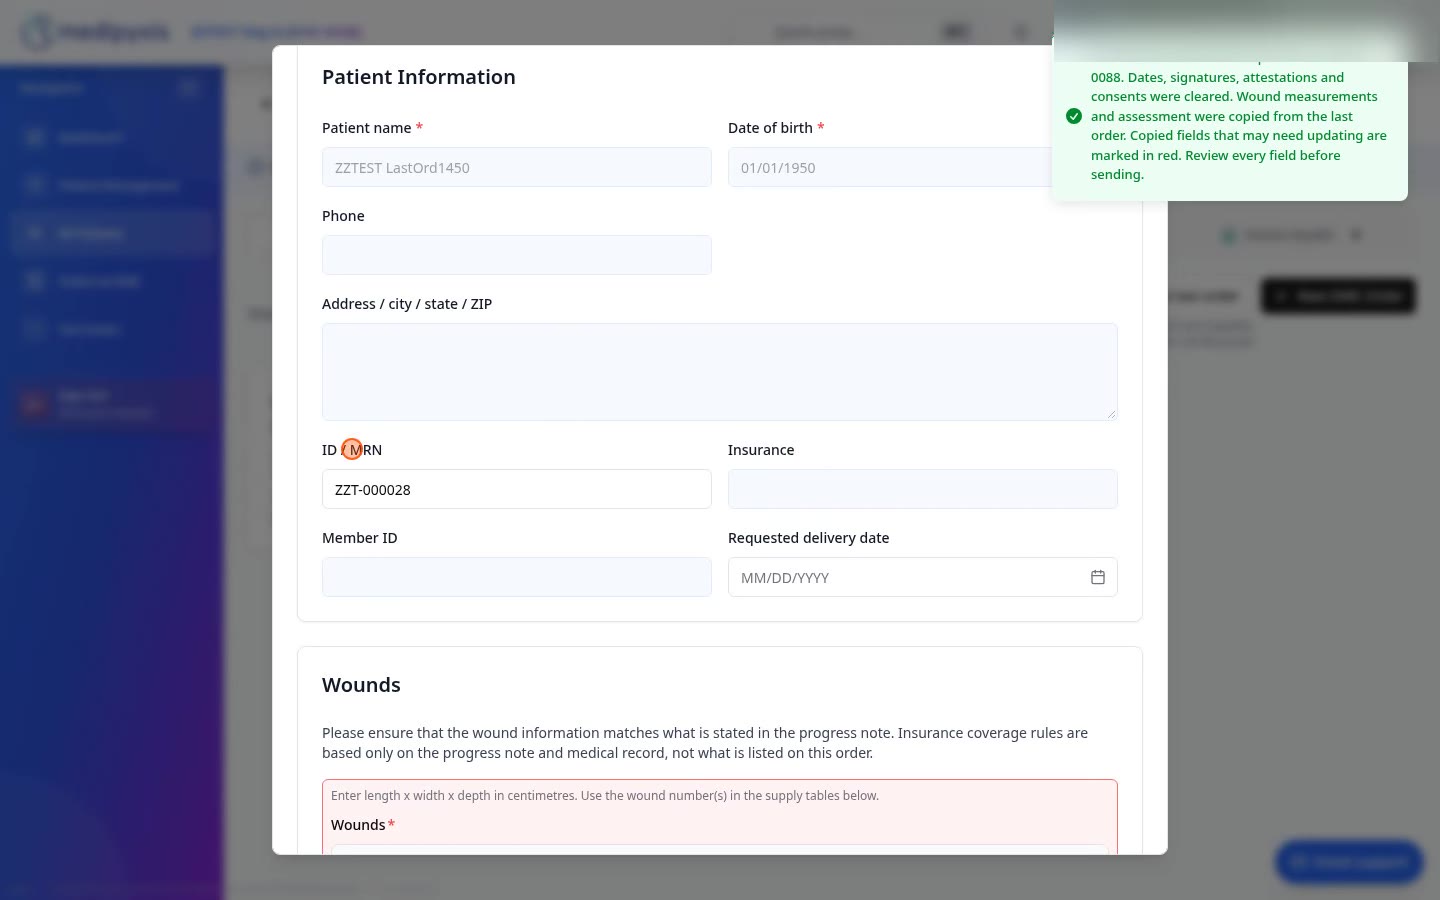 Patient Information
Patient name *
Date of birth *
ZZTEST LastOrd1450
01/01/1950
0088. Dates, signatures, attestations and
consents were cleared. Wound measurements
and assessment were copied from the last
order. Copied fields that may need updating are
marked in red. Review every field before
sending.
Phone
Address / city / state / ZIP
ID / MRN
Insurance
ZZT-000028
Member ID
Requested delivery date
MM/DD/YYYY
Wounds
Please ensure that the wound information matches what is stated in the progress note. Insurance coverage rules are
based only on the progress note and medical record, not what is listed on this order.
Enter length x width x depth in centimetres. Use the wound number(s) in the supply tables below.
Wounds *